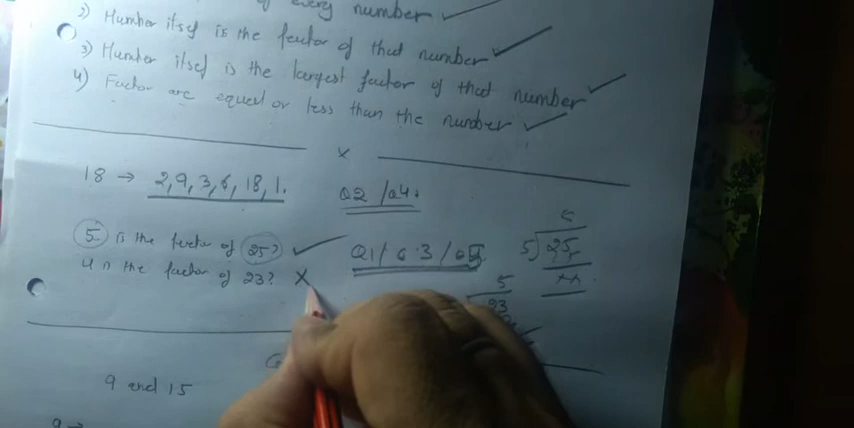 of every number
2) Number itself is the factor of that number
3) Number itself is the largest factor of that number
4) Factor are equal or less than the number
x
18 → 2,9,3,6,18,1.
Q2 / Q4.
5 is the factor of 25?
Q1 / Q3 / Q5
5) 25
4 is the factor of 23? X
5
23
9 and 15
9 →